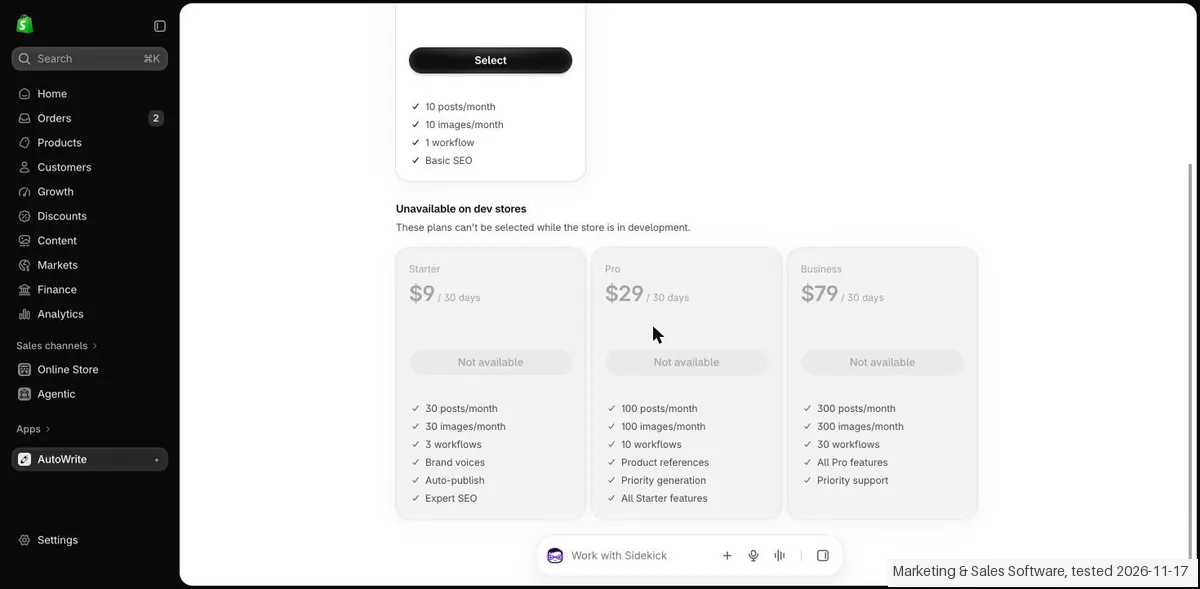 Search ⌘K
Home
Orders 2
Products
Customers
Growth
Discounts
Content
Markets
Finance
Analytics
Sales channels
Online Store
Agentic
Apps
AutoWrite
Settings
Select
10 posts/month
10 images/month
1 workflow
Basic SEO
Unavailable on dev stores
These plans can't be selected while the store is in development.
Starter
$9 / 30 days
Not available
30 posts/month
30 images/month
3 workflows
Brand voices
Auto-publish
Expert SEO
Pro
$29 / 30 days
Not available
100 posts/month
100 images/month
10 workflows
Product references
Priority generation
All Starter features
Business
$79 / 30 days
Not available
300 posts/month
300 images/month
30 workflows
All Pro features
Priority support
Work with Sidekick
Marketing & Sales Software, tested 2026-11-17